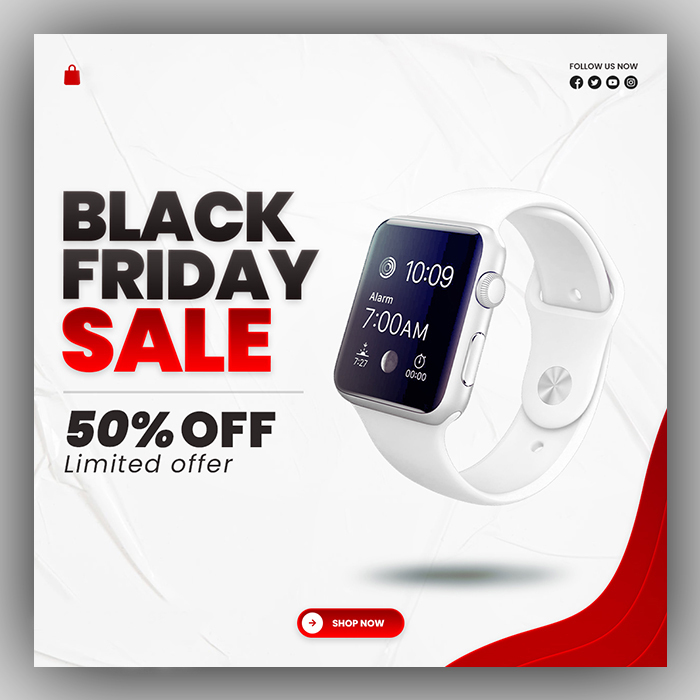 FOLLOW US NOW
BLACK
FRIDAY
SALE
50% OFF
Limited offer
10:09
Alarm
7:00AM
7:27
00:00
SHOP NOW